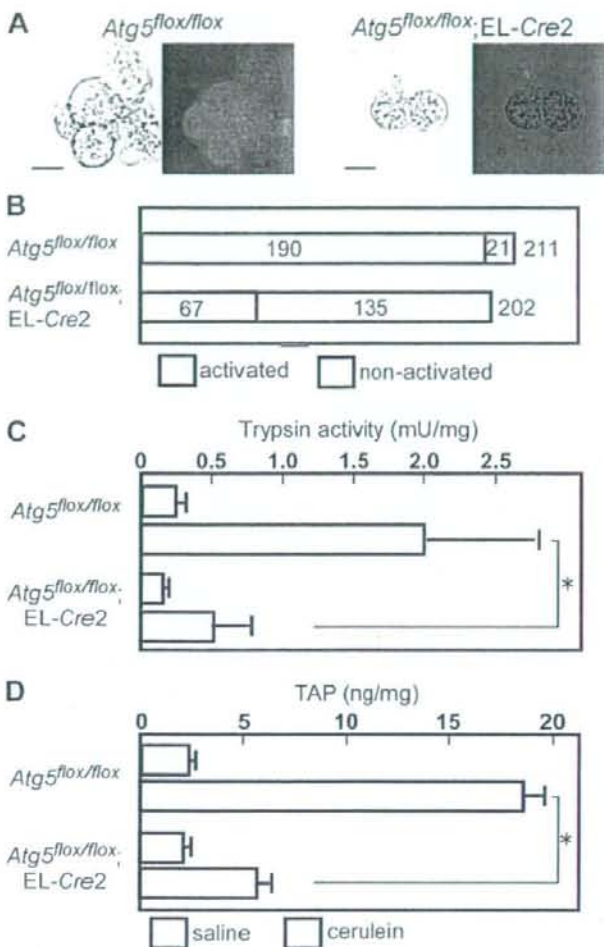 A Atg5flox/flox Atg5flox/flox;EL-Cre2
B
Atg5flox/flox 190 21 211
Atg5flox/flox;
EL-Cre2 67 135 202
activated non-activated
C Trypsin activity (mU/mg)
0 0.5 1.0 1.5 2.0 2.5
Atg5flox/flox
*
Atg5flox/flox;
EL-Cre2
D TAP (ng/mg)
0 5 10 15 20
Atg5flox/flox
*
Atg5flox/flox;
EL-Cre2
saline cerulein